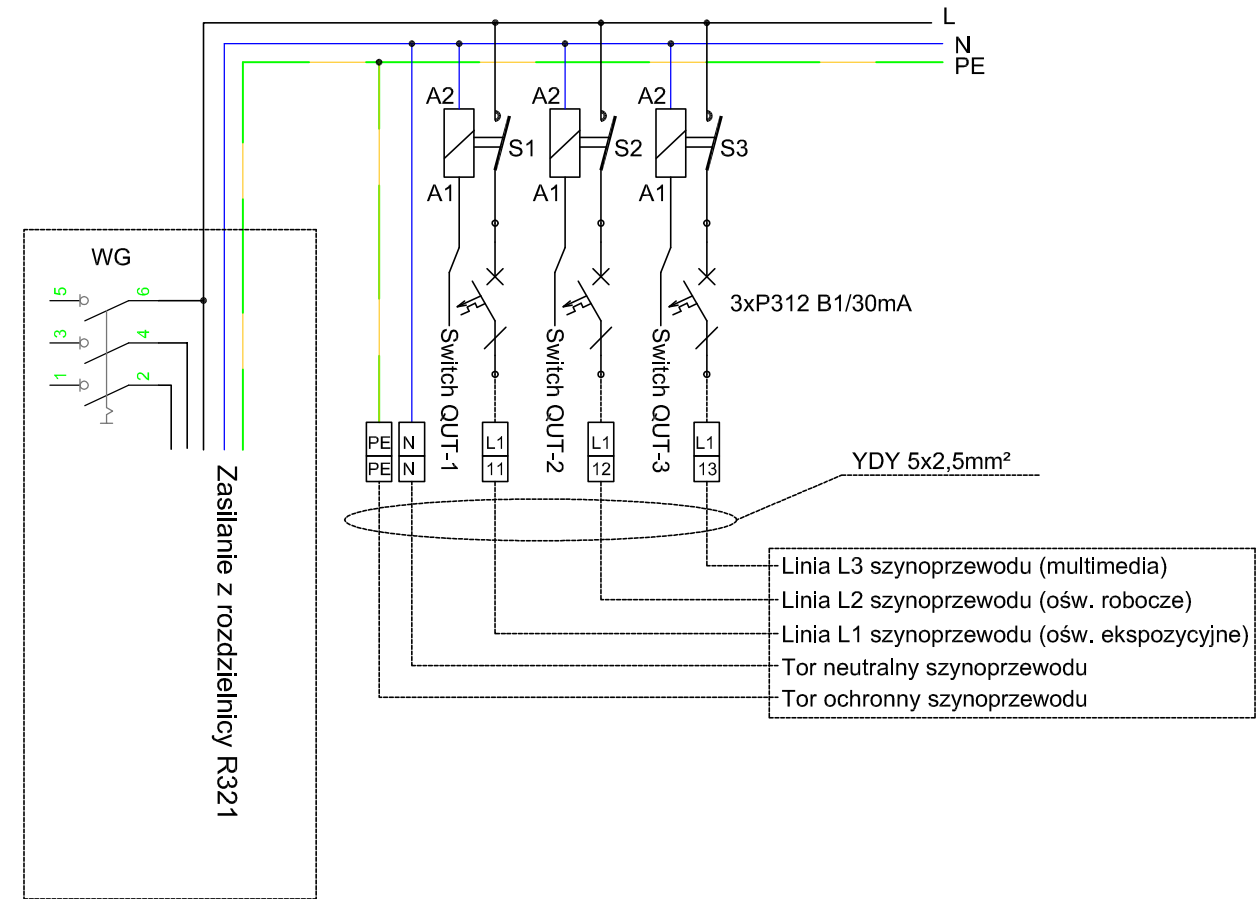 L
N
PE
A2
A2
A2
S1
S2
S3
A1
A1
A1
WG
5
6
3
4
1
2
3xP312 B1/30mA
Switch QUT-1
Switch QUT-2
Switch QUT-3
PE
N
L1
L1
L1
PE
N
11
12
13
YDY 5x2,5mm²
Zasilanie z rozdzielnicy R321
Linia L3 szynoprzewodu (multimedia)
Linia L2 szynoprzewodu (ośw. robocze)
Linia L1 szynoprzewodu (ośw. ekspozycyjne)
Tor neutralny szynoprzewodu
Tor ochronny szynoprzewodu